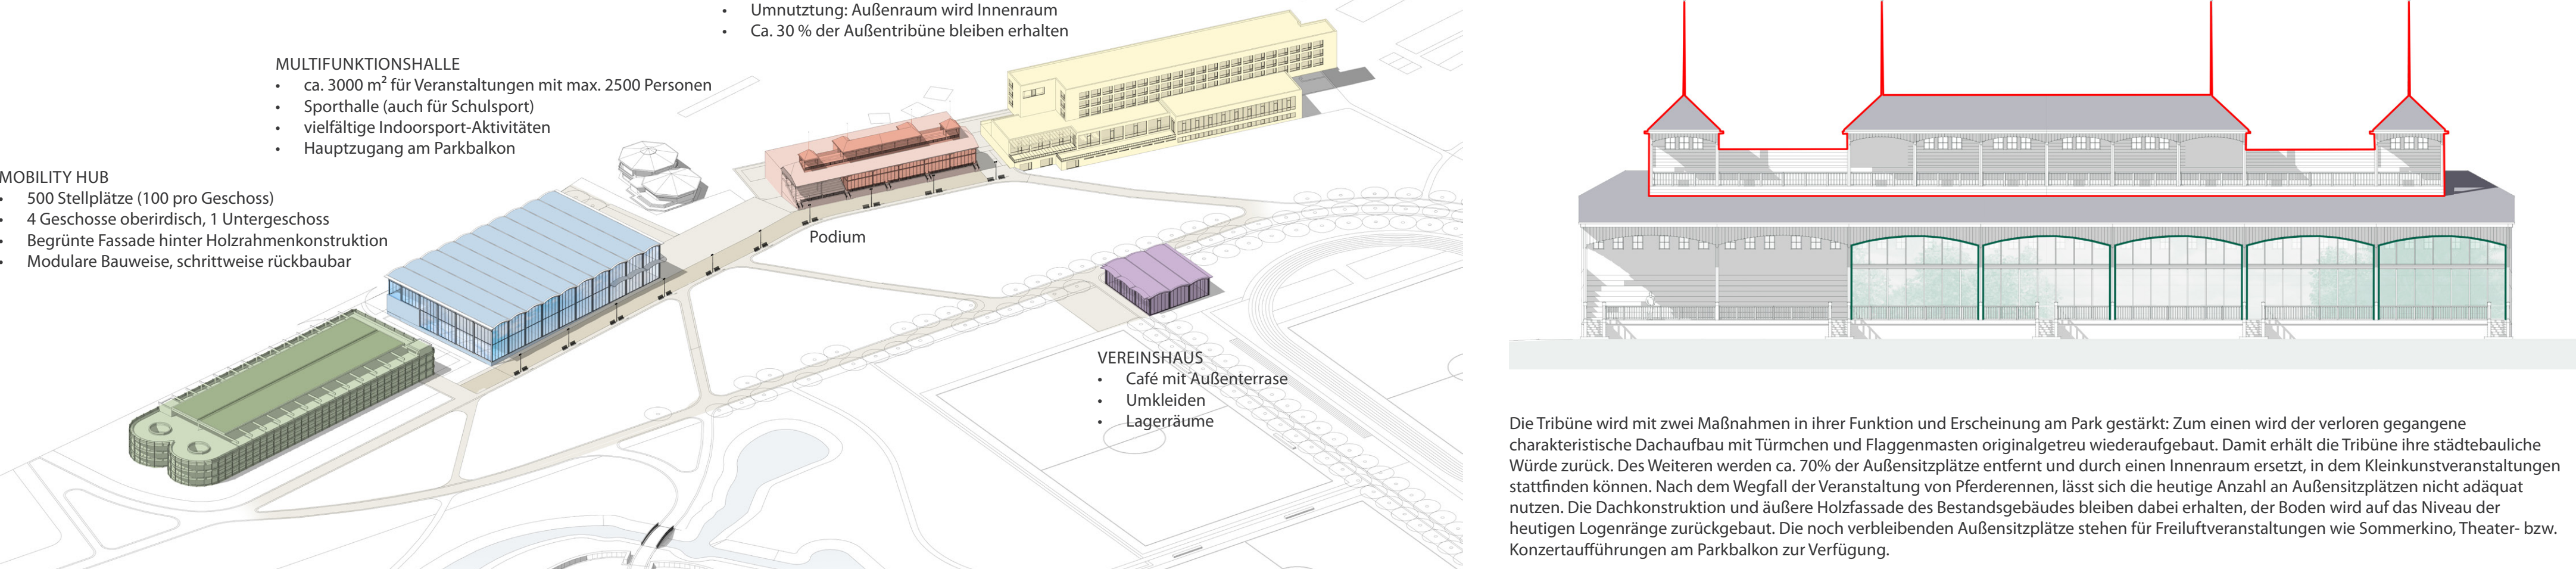 • Umnutztung: Außenraum wird Innenraum
• Ca. 30 % der Außentribüne bleiben erhalten
MULTIFUNKTIONSHALLE
• ca. 3000 m² für Veranstaltungen mit max. 2500 Personen
• Sporthalle (auch für Schulsport)
• vielfältige Indoorsport-Aktivitäten
• Hauptzugang am Parkbalkon
MOBILITY HUB
• 500 Stellplätze (100 pro Geschoss)
• 4 Geschosse oberirdisch, 1 Untergeschoss
• Begrünte Fassade hinter Holzrahmenkonstruktion
• Modulare Bauweise, schrittweise rückbaubar
Podium
VEREINSHAUS
• Café mit Außenterrase
• Umkleiden
• Lagerräume
Die Tribüne wird mit zwei Maßnahmen in ihrer Funktion und Erscheinung am Park gestärkt: Zum einen wird der verloren gegangene
charakteristische Dachaufbau mit Türmchen und Flaggenmasten originalgetreu wiederaufgebaut. Damit erhält die Tribüne ihre städtebauliche
Würde zurück. Des Weiteren werden ca. 70% der Außensitzplätze entfernt und durch einen Innenraum ersetzt, in dem Kleinkunstveranstaltungen
stattfinden können. Nach dem Wegfall der Veranstaltung von Pferderennen, lässt sich die heutige Anzahl an Außensitzplätzen nicht adäquat
nutzen. Die Dachkonstruktion und äußere Holzfassade des Bestandsgebäudes bleiben dabei erhalten, der Boden wird auf das Niveau der
heutigen Logenränge zurückgebaut. Die noch verbleibenden Außensitzplätze stehen für Freiluftveranstaltungen wie Sommerkino, Theater- bzw.
Konzertaufführungen am Parkbalkon zur Verfügung.